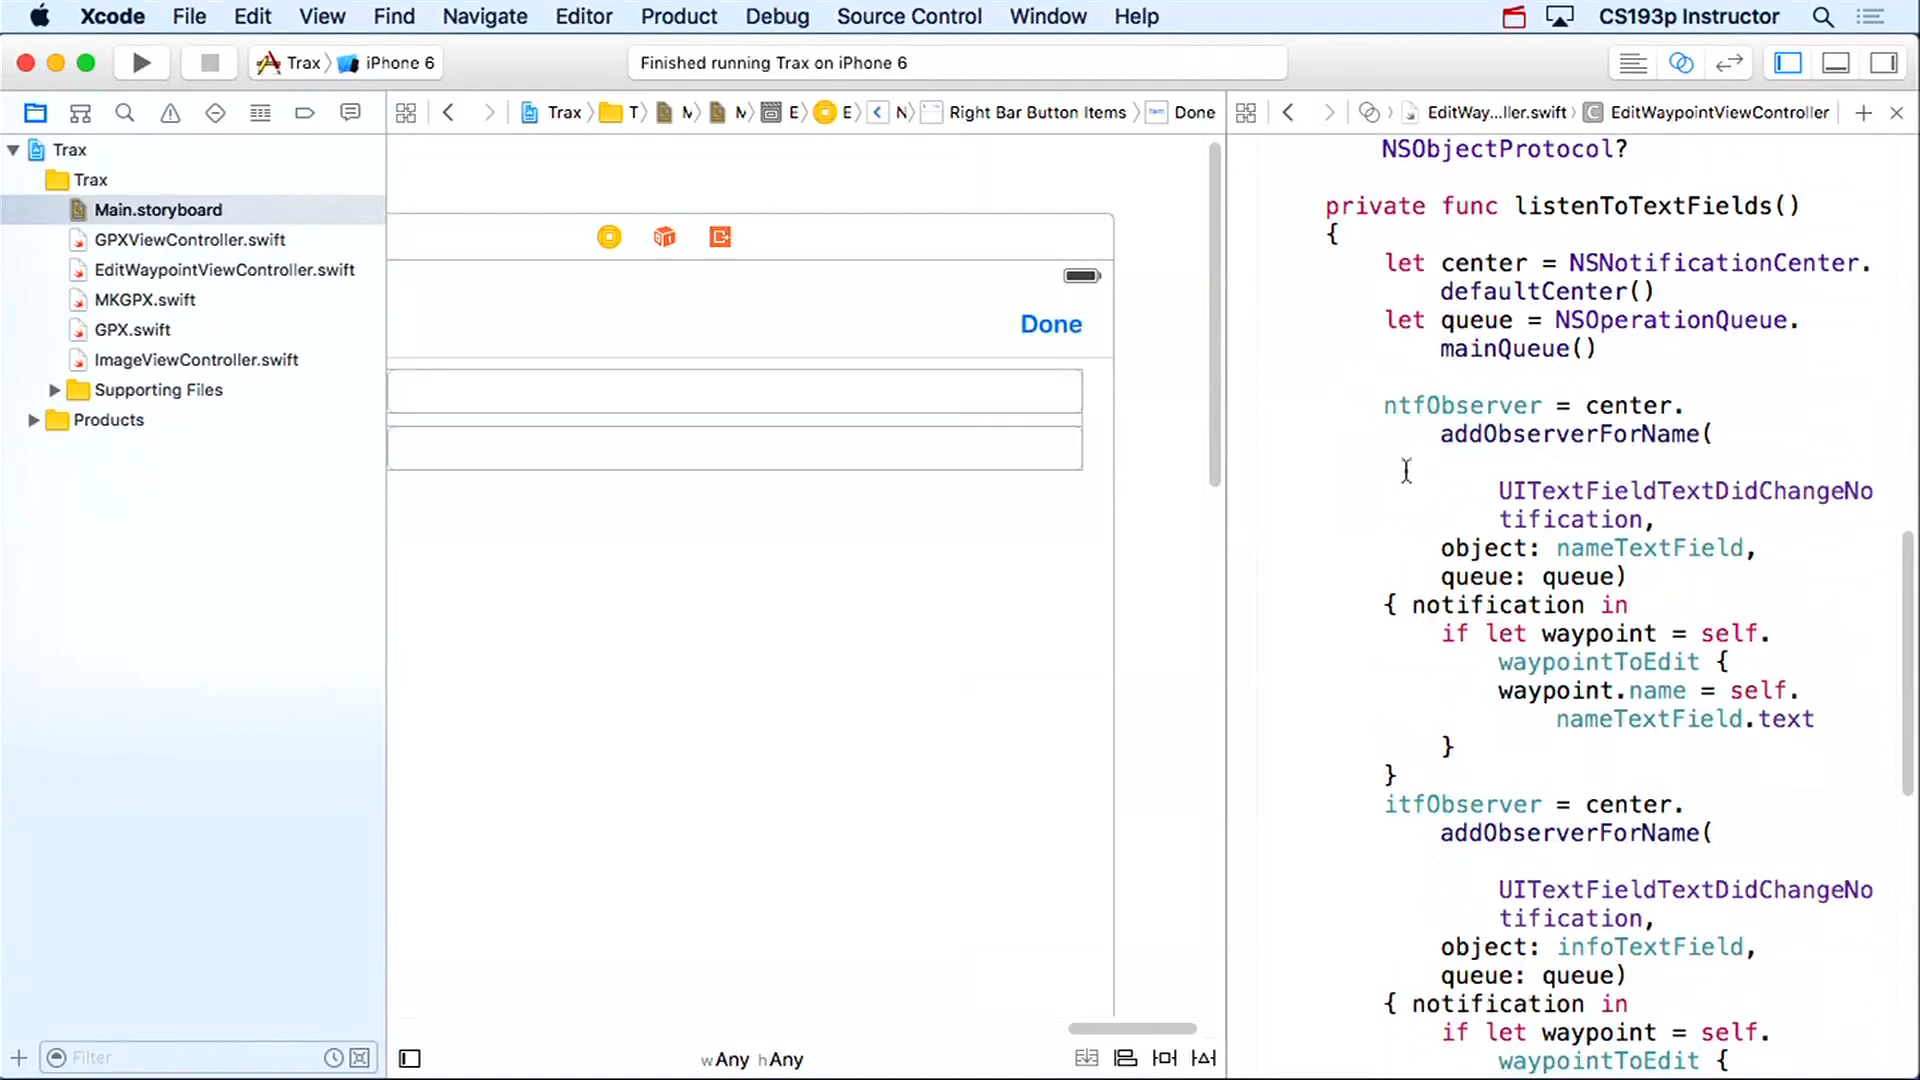 Xcode File Edit View Find Navigate Editor Product Debug Source Control Window Help CS193p Instructor
Trax iPhone 6 Finished running Trax on iPhone 6
Trax T M M E E N Right Bar Button Items Done EditWay...ller.swift EditWaypointViewController
Trax
Trax
Main.storyboard
GPXViewController.swift
EditWaypointViewController.swift
MKGPX.swift
GPX.swift
ImageViewController.swift
Supporting Files
Products
Filter
Done
wAny hAny
NSObjectProtocol?
private func listenToTextFields()
{
let center = NSNotificationCenter.
defaultCenter()
let queue = NSOperationQueue.
mainQueue()
ntfObserver = center.
addObserverForName(
UITextFieldTextDidChangeNo
tification,
object: nameTextField,
queue: queue)
{ notification in
if let waypoint = self.
waypointToEdit {
waypoint.name = self.
nameTextField.text
}
}
itfObserver = center.
addObserverForName(
UITextFieldTextDidChangeNo
tification,
object: infoTextField,
queue: queue)
{ notification in
if let waypoint = self.
waypointToEdit {